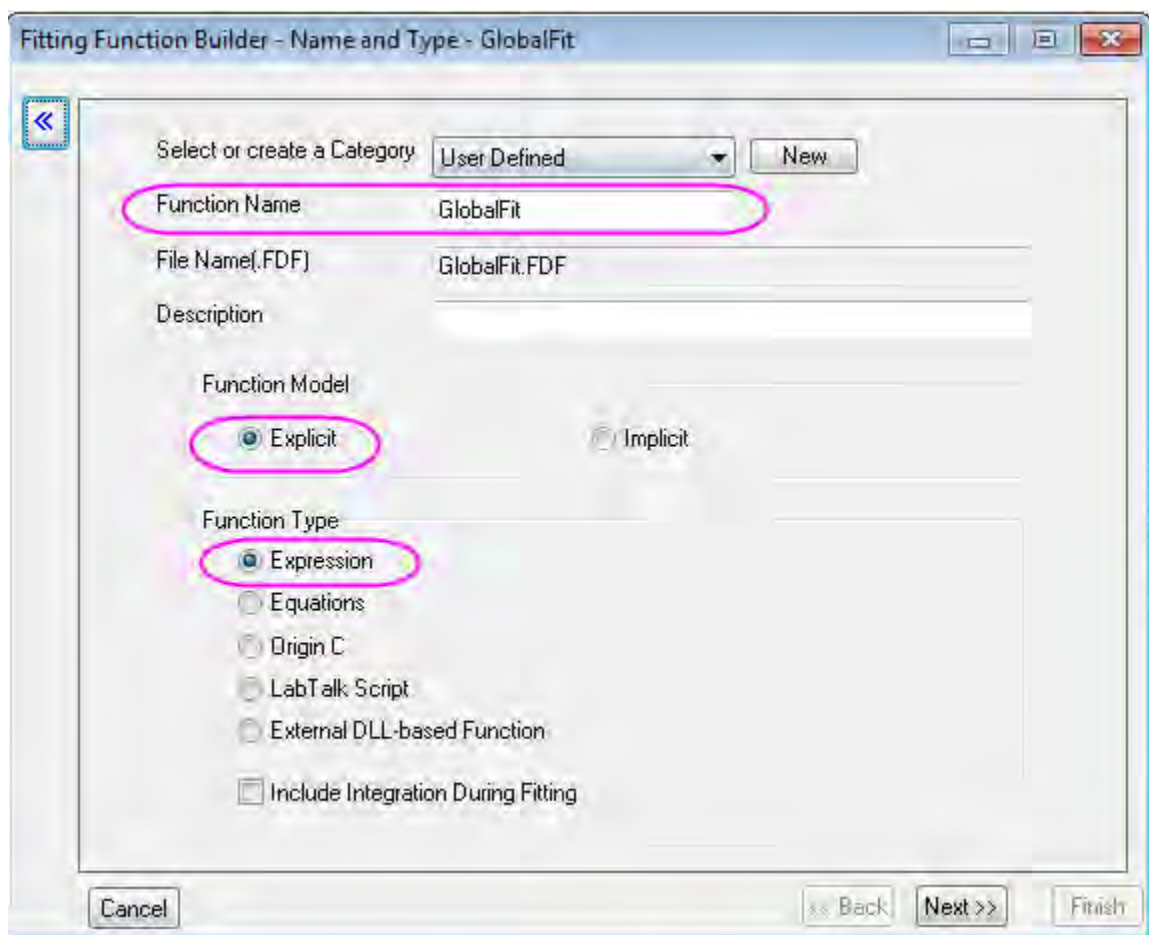 Fitting Function Builder - Name and Type - GlobalFit
«
Select or create a Category User Defined New
Function Name GlobalFit
File Name(.FDF) GlobalFit.FDF
Description
Function Model
Explicit Implicit
Function Type
Expression
Equations
Origin C
LabTalk Script
External DLL-based Function
Include Integration During Fitting
Cancel << Back Next >> Finish